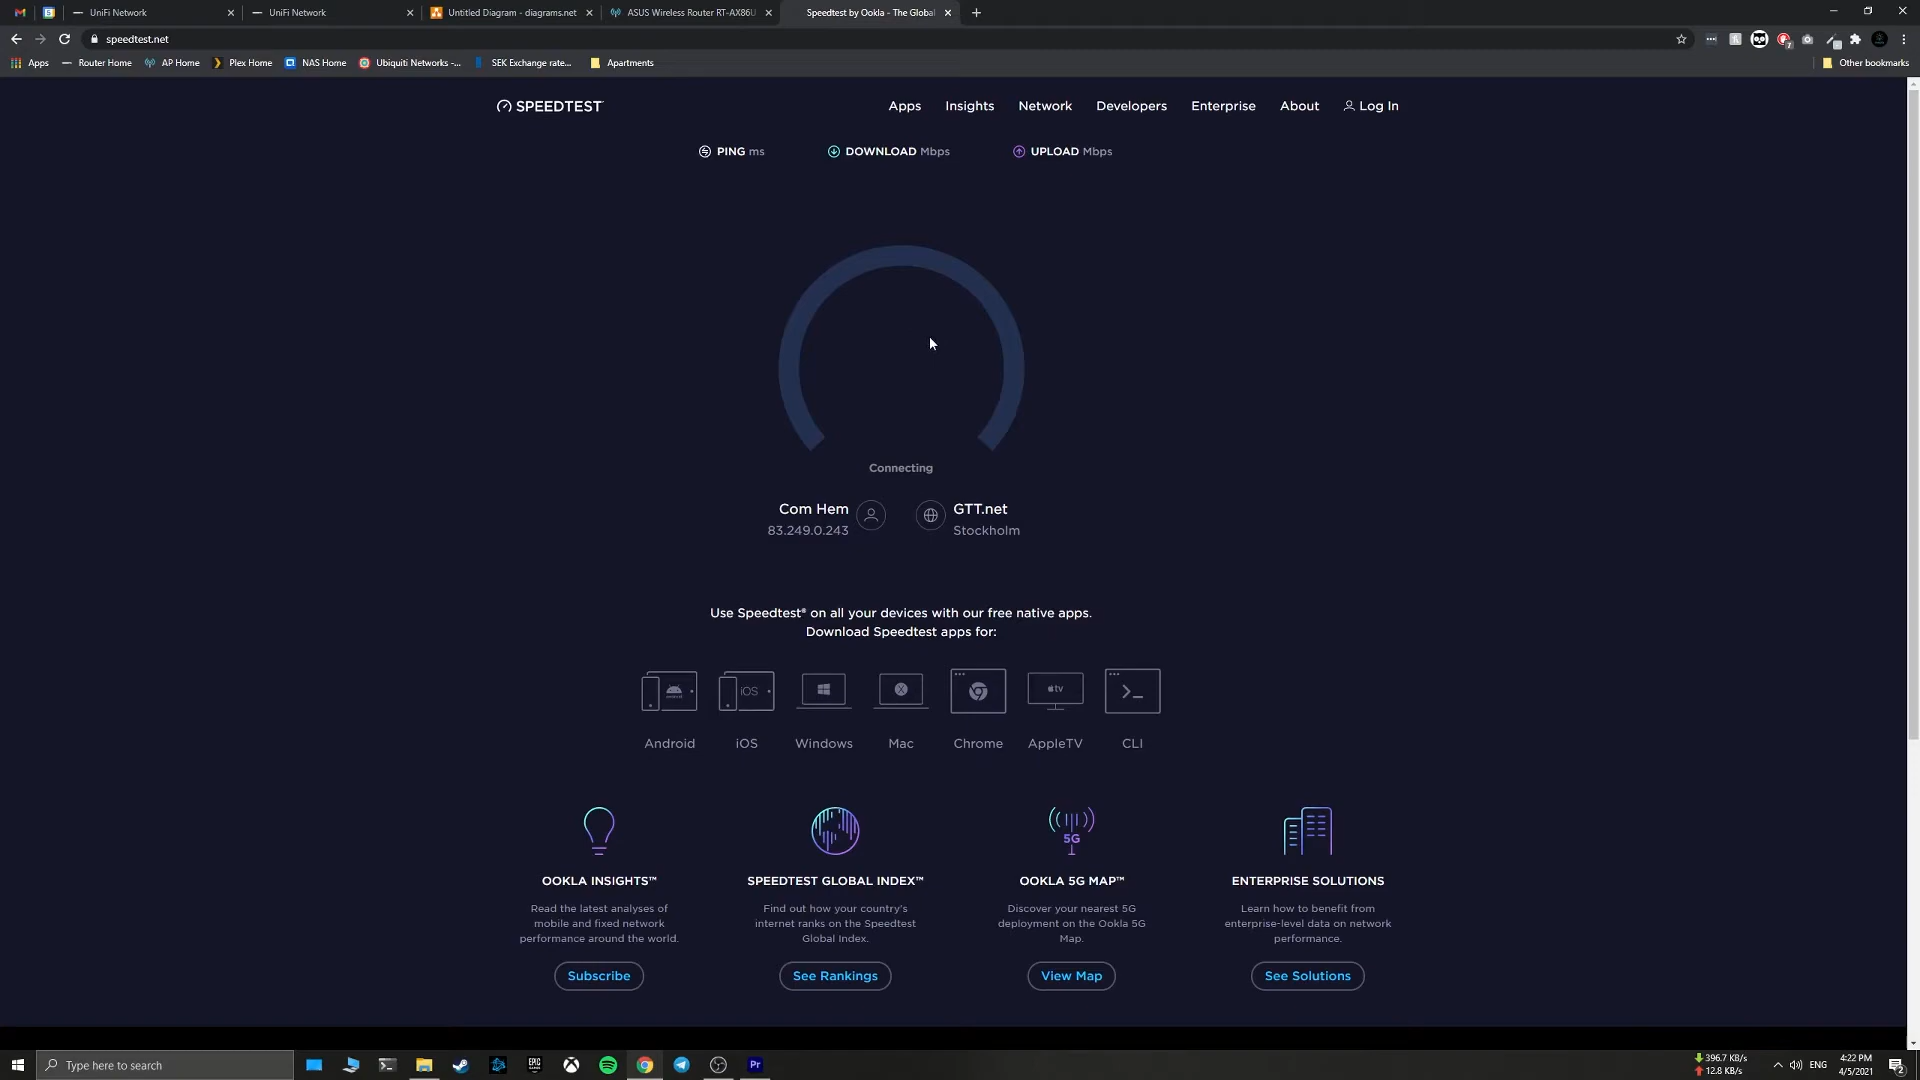 UniFi Network
UniFi Network
Untitled Diagram - diagrams.net
ASUS Wireless Router RT-AX86U
Speedtest by Ookla - The Global
speedtest.net
Apps
Router Home
AP Home
Plex Home
NAS Home
Ubiquiti Networks -...
SEK Exchange rate...
Apartments
Other bookmarks
SPEEDTEST
Apps
Insights
Network
Developers
Enterprise
About
Log In
PING ms
DOWNLOAD Mbps
UPLOAD Mbps
Connecting
Com Hem
83.249.0.243
GTT.net
Stockholm
Use Speedtest® on all your devices with our free native apps.
Download Speedtest apps for:
iOS
tv
Android
iOS
Windows
Mac
Chrome
AppleTV
CLI
5G
OOKLA INSIGHTS™
Read the latest analyses of
mobile and fixed network
performance around the world.
Subscribe
SPEEDTEST GLOBAL INDEX™
Find out how your country's
internet ranks on the Speedtest
Global Index.
See Rankings
OOKLA 5G MAP™
Discover your nearest 5G
deployment on the Ookla 5G
Map.
View Map
ENTERPRISE SOLUTIONS
Learn how to benefit from
enterprise-level data on network
performance.
See Solutions
Type here to search
EPIC
Pr
396.7 KB/s
12.8 KB/s
ENG
4:22 PM
4/5/2021
2